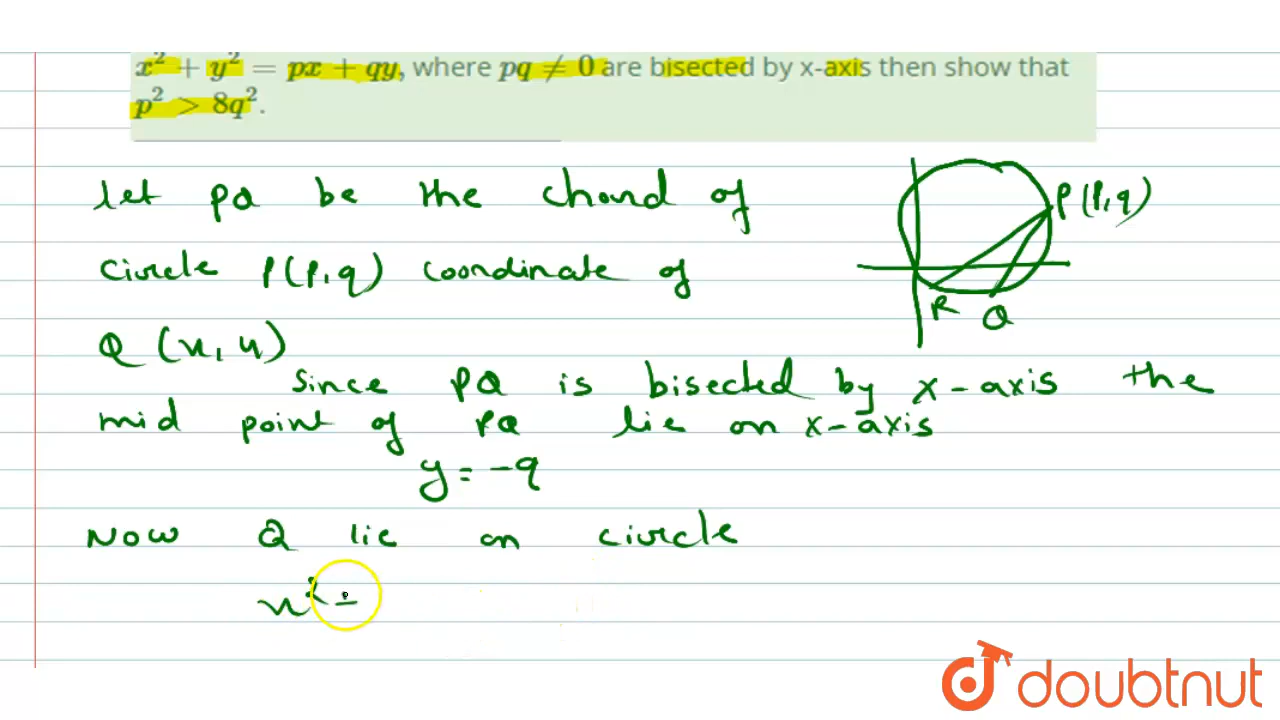 x² + y² = px + qy, where pq ≠ 0 are bisected by x-axis then show that
p² > 8q².
Let PQ be the chord of
circle P(p,q) coordinate of
Q (x, y)
Since PQ is bisected by x-axis the
mid point of PQ lie on x-axis
y = -q
Now Q lie on circle
x² -
P(p,q)
R
Q
doubtnut